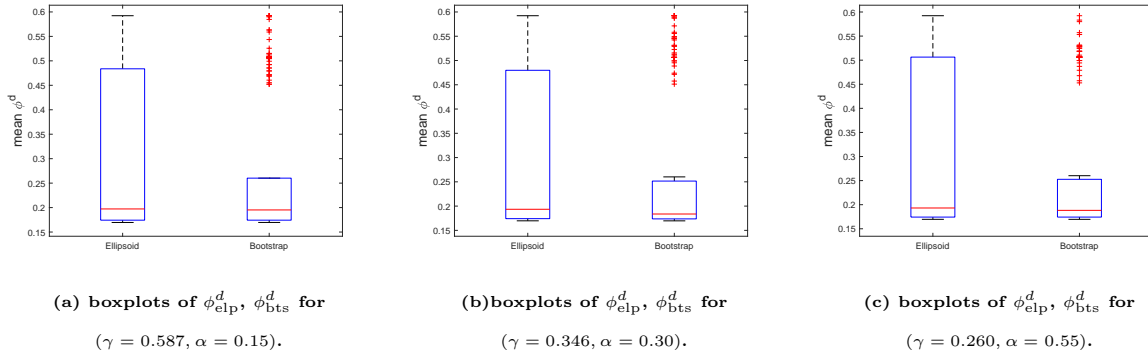 0.6
0.55
0.5
0.45
0.4
0.35
0.3
0.25
0.2
0.15
mean ϕ^d
Ellipsoid
Bootstrap
(a) boxplots of ϕ^d_elp, ϕ^d_bts for
(γ = 0.587, α = 0.15).
0.6
0.55
0.5
0.45
0.4
0.35
0.3
0.25
0.2
0.15
mean ϕ^d
Ellipsoid
Bootstrap
(b)boxplots of ϕ^d_elp, ϕ^d_bts for
(γ = 0.346, α = 0.30).
0.6
0.55
0.5
0.45
0.4
0.35
0.3
0.25
0.2
0.15
mean ϕ^d
Ellipsoid
Bootstrap
(c) boxplots of ϕ^d_elp, ϕ^d_bts for
(γ = 0.260, α = 0.55).